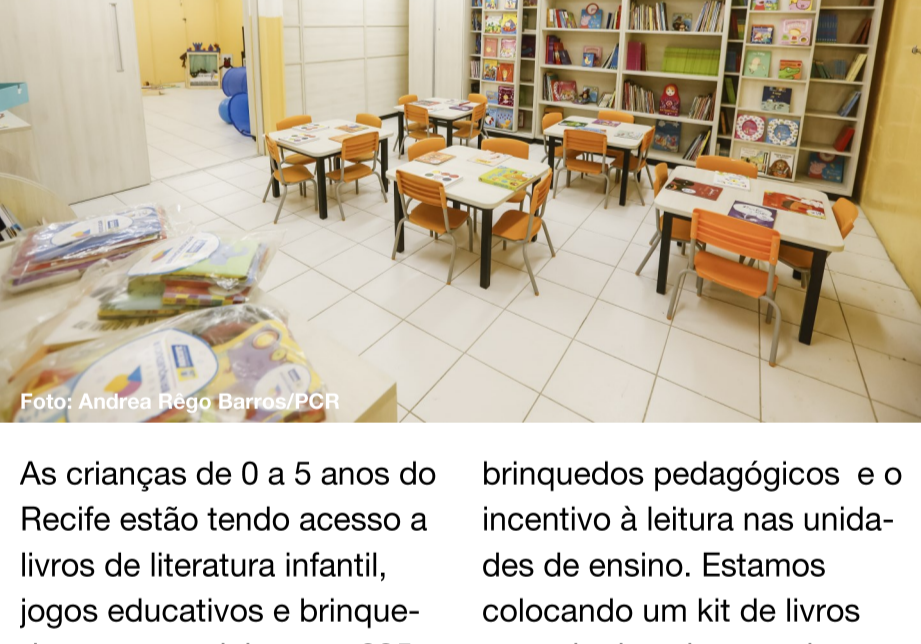 Foto: Andrea Rêgo Barros/PCR
As crianças de 0 a 5 anos do
Recife estão tendo acesso a
livros de literatura infantil,
jogos educativos e brinque-
brinquedos pedagógicos e o
incentivo à leitura nas unida-
des de ensino. Estamos
colocando um kit de livros